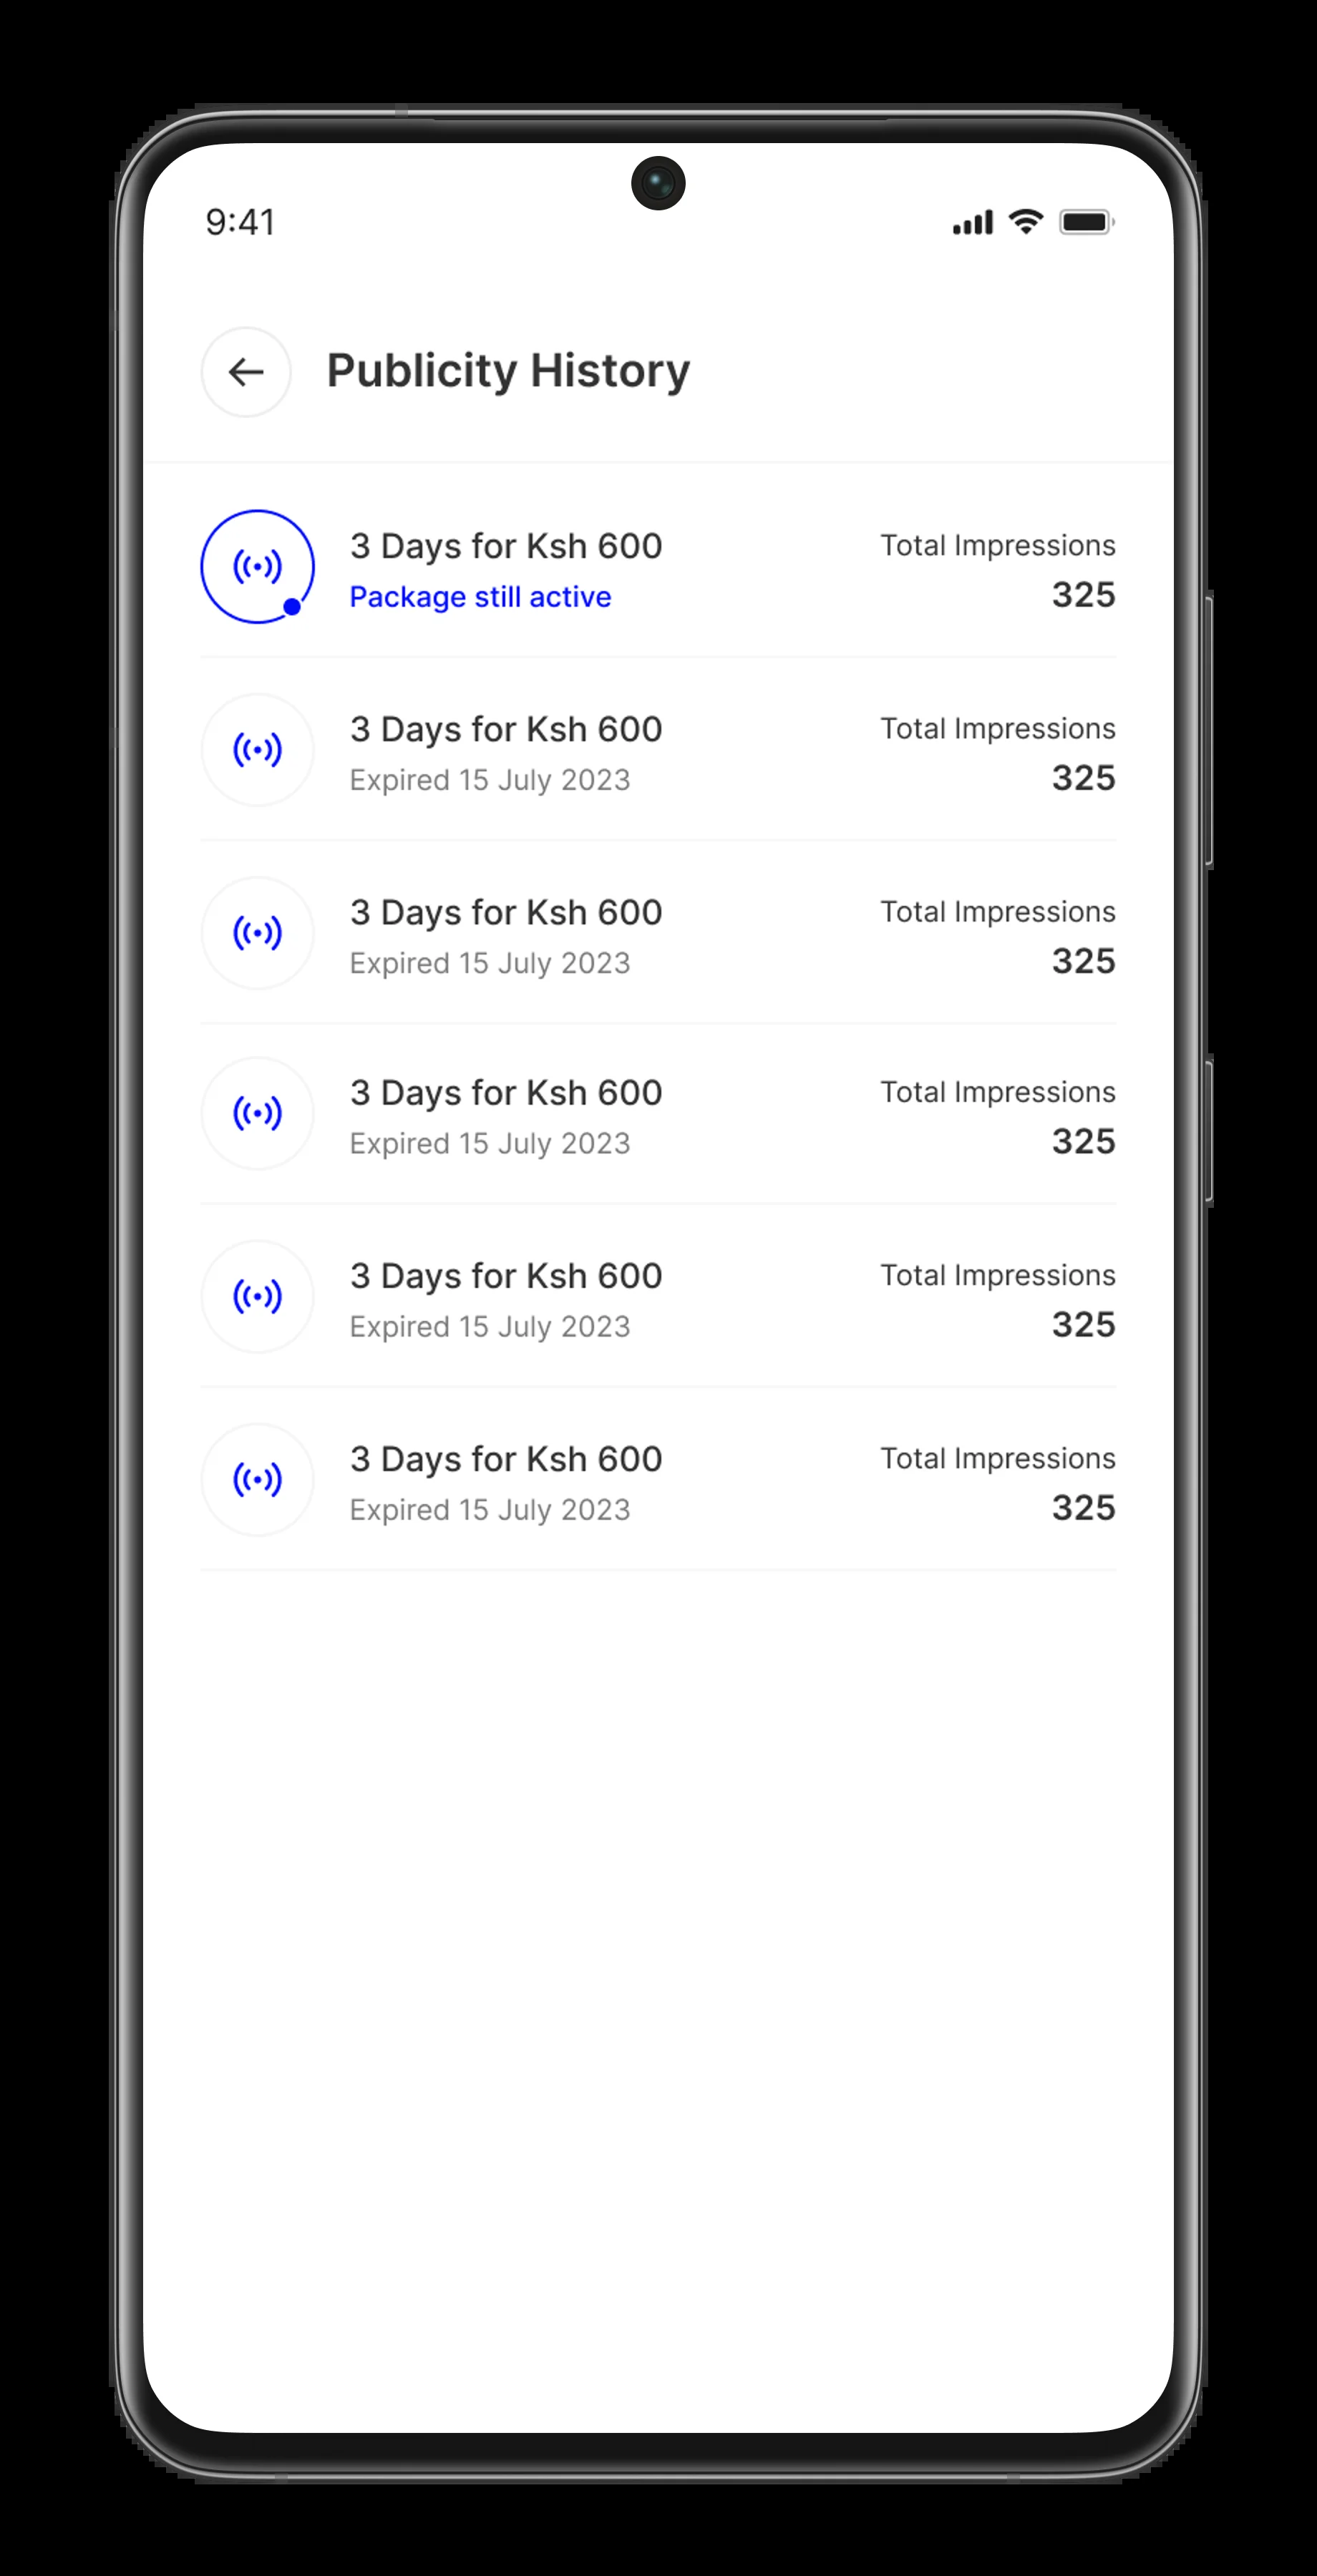 9:41
Publicity History
3 Days for Ksh 600
Package still active
Total Impressions
325
3 Days for Ksh 600
Expired 15 July 2023
Total Impressions
325
3 Days for Ksh 600
Expired 15 July 2023
Total Impressions
325
3 Days for Ksh 600
Expired 15 July 2023
Total Impressions
325
3 Days for Ksh 600
Expired 15 July 2023
Total Impressions
325
3 Days for Ksh 600
Expired 15 July 2023
Total Impressions
325